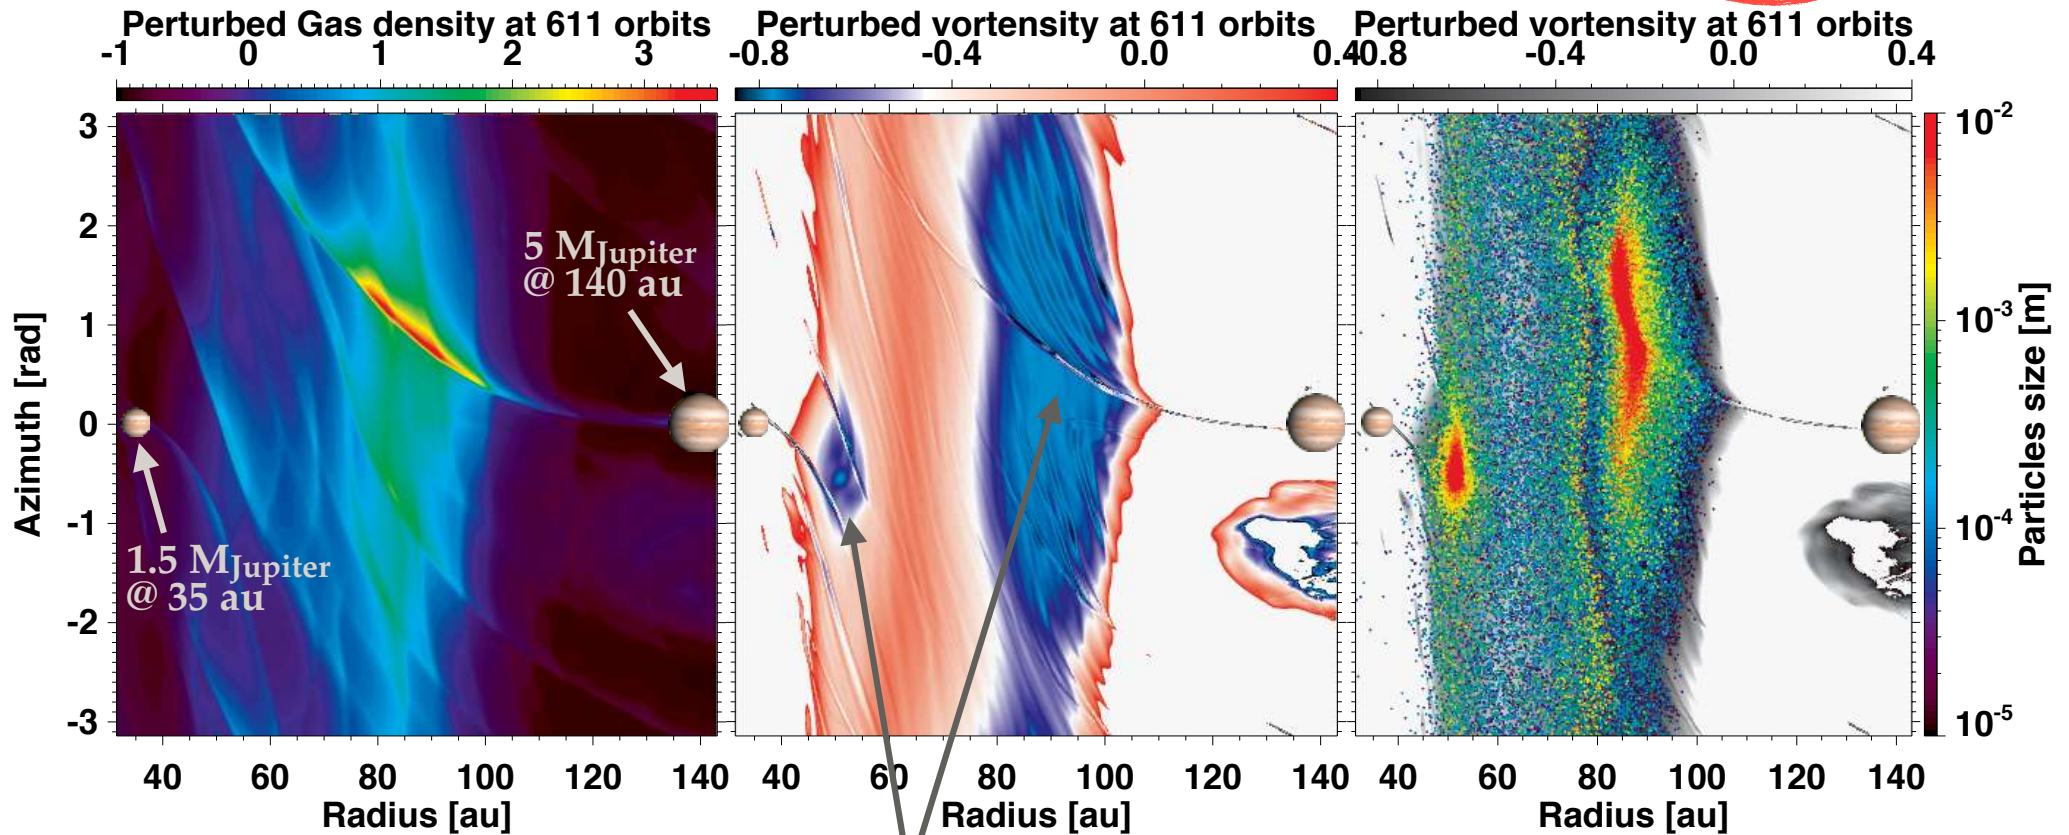 Perturbed Gas density at 611 orbits
-1 0 1 2 3
Perturbed vortensity at 611 orbits
-0.8 -0.4 0.0 0.4
Perturbed vortensity at 611 orbits
-0.8 -0.4 0.0 0.4
Azimuth [rad]
3
2
1
0
-1
-2
-3
5 MJupiter
@ 140 au
1.5 MJupiter
@ 35 au
40 60 80 100 120 140
Radius [au]
40 60 80 100 120 140
Radius [au]
40 60 80 100 120 140
Radius [au]
10-2
10-3
10-4
10-5
Particles size [m]